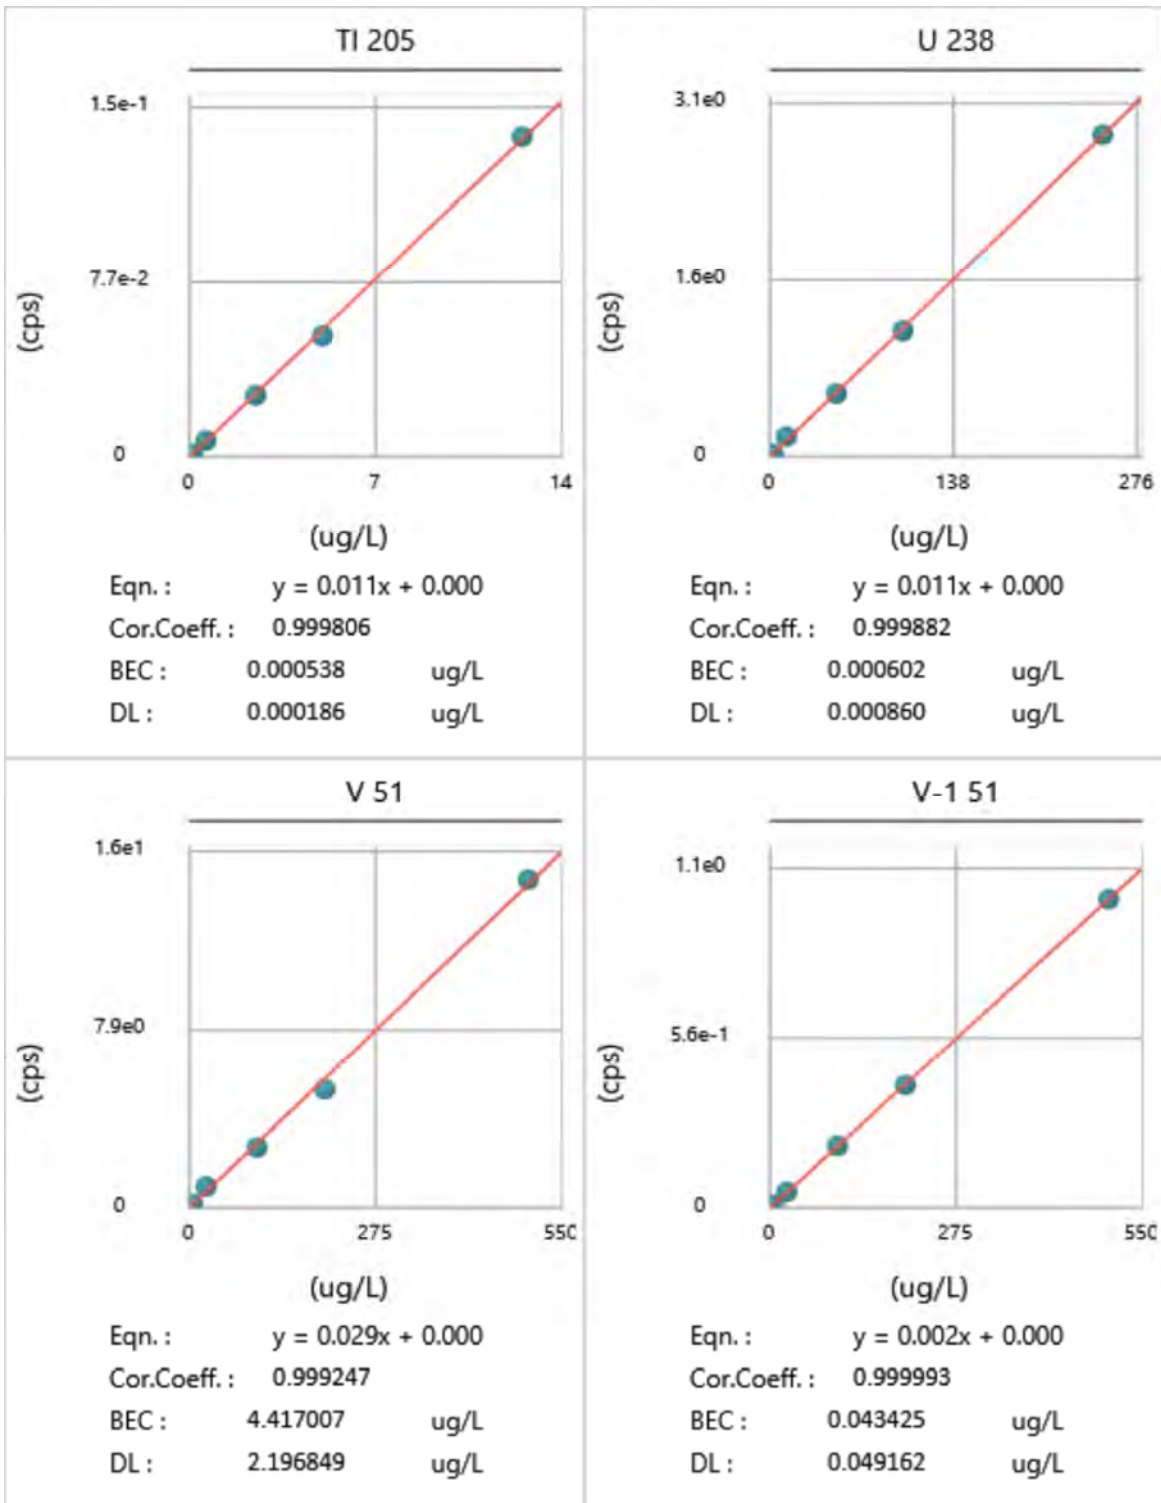 Tl 205
1.5e-1
7.7e-2
0
(cps)
0 7 14
(ug/L)
Eqn. : y = 0.011x + 0.000
Cor.Coeff. : 0.999806
BEC : 0.000538 ug/L
DL : 0.000186 ug/L
U 238
3.1e0
1.6e0
0
(cps)
0 138 276
(ug/L)
Eqn. : y = 0.011x + 0.000
Cor.Coeff. : 0.999882
BEC : 0.000602 ug/L
DL : 0.000860 ug/L
V 51
1.6e1
7.9e0
0
(cps)
0 275 550
(ug/L)
Eqn. : y = 0.029x + 0.000
Cor.Coeff. : 0.999247
BEC : 4.417007 ug/L
DL : 2.196849 ug/L
V-1 51
1.1e0
5.6e-1
0
(cps)
0 275 550
(ug/L)
Eqn. : y = 0.002x + 0.000
Cor.Coeff. : 0.999993
BEC : 0.043425 ug/L
DL : 0.049162 ug/L